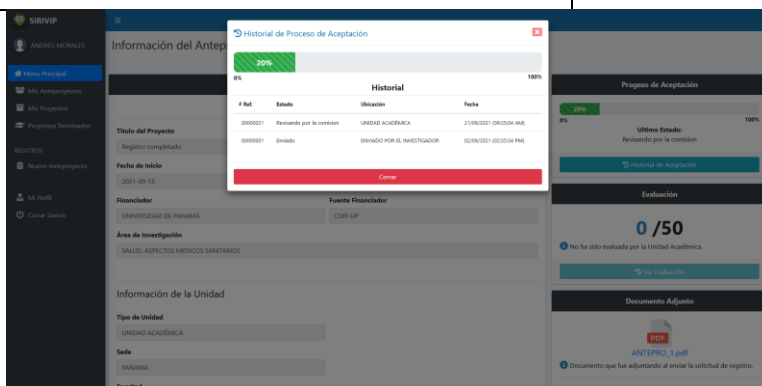 SIRIVIP
ANDRES MORALES
Menu Principal
Mis Anteproyectos
Mis Proyectos
Proyectos Terminados
REGISTROS
Nuevo Anteproyecto
Mi Perfil
Cerrar Sesion
Información del Antep
Historial de Proceso de Aceptación
20%
0% 100%
Historial
# Ref. Estado Ubicación Fecha
00000021 Revisando por la comision UNIDAD ACADÉMICA 21/09/2021 (09:25:04 AM)
00000001 Enviado ENVIADO POR EL INVESTIGADOR 02/09/2021 (02:55:34 PM)
Cerrar
Título del Proyecto
Registro completado
Fecha de Inicio
2021-09-15
Financiador Fuente Financiador
UNIVERSIDAD DE PANAMÁ CUFI-UP
Área de Investigación
SALUD, ASPECTOS MEDICOS SANITARIOS
Información de la Unidad
Tipo de Unidad
UNIDAD ACADÉMICA
Sede
PANAMÁ
Progeso de Aceptación
20%
0% 100%
Ultimo Estado:
Revisando por la comision
Historial de Aceptación
Evaluación
0 /50
No ha sido evaluada por la Unidad Académica.
Ver Evaluación
Documento Adjunto
PDF
ANTEPRO_1.pdf
Documento que fue adjuntando al enviar la solicitud de registro.